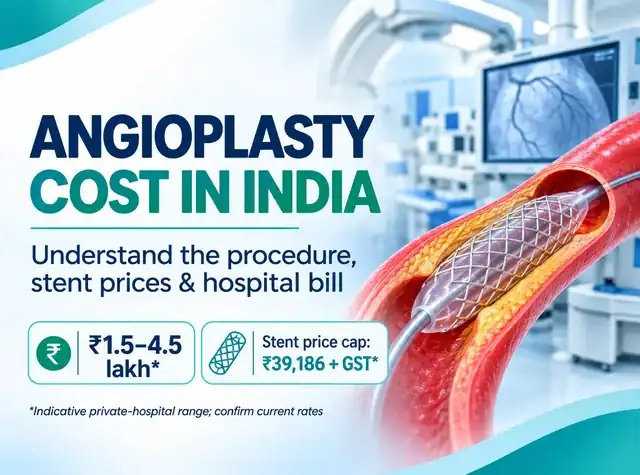 ANGIOPLASTY
COST IN INDIA
Understand the procedure,
stent prices & hospital bill
₹
₹1.5–4.5
lakh*
Stent price cap:
₹39,186 + GST*
*Indicative private-hospital range; confirm current rates